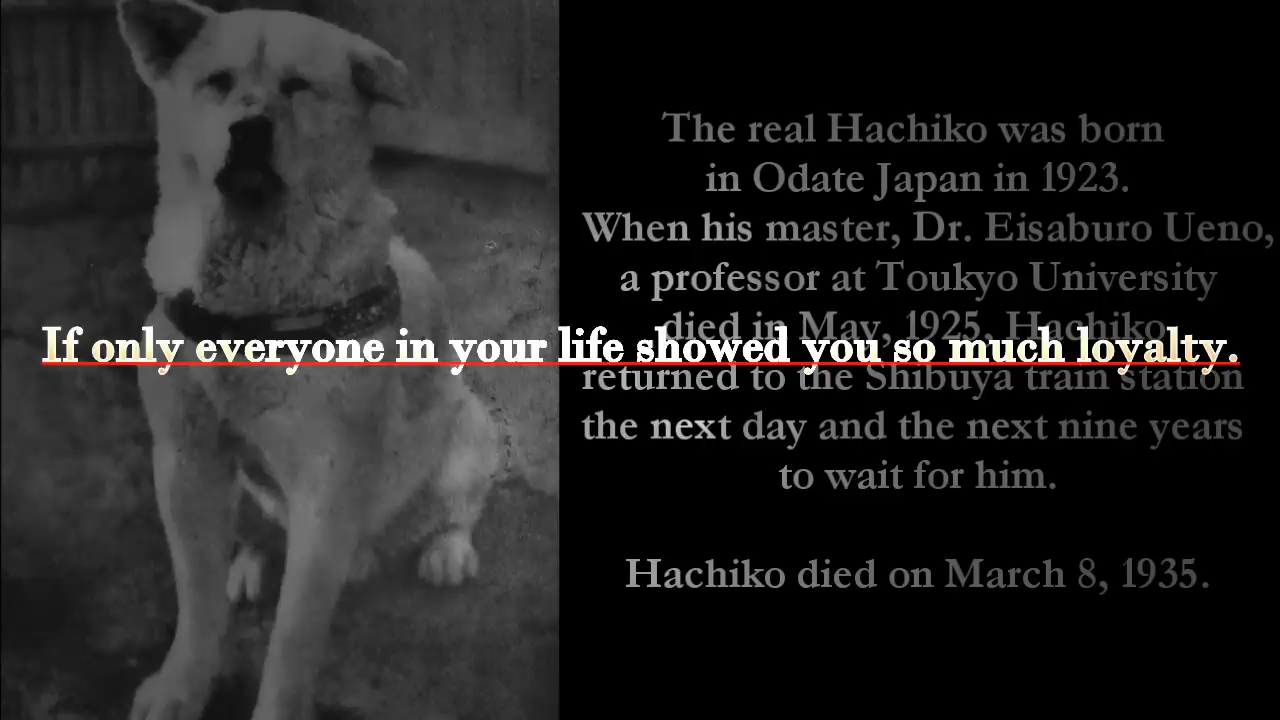 The real Hachiko was born
in Odate Japan in 1923.
When his master, Dr. Eisaburo Ueno,
a professor at Toukyo University
died in May, 1925, Hachiko
If only everyone in your life showed you so much loyalty.
returned to the Shibuya train station
the next day and the next nine years
to wait for him.
Hachiko died on March 8, 1935.